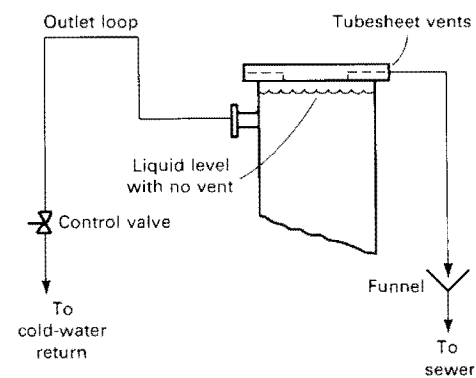 Outlet loop
Tubesheet vents
Liquid level
with no vent
Control valve
Funnel
To
cold-water
return
To
sewer